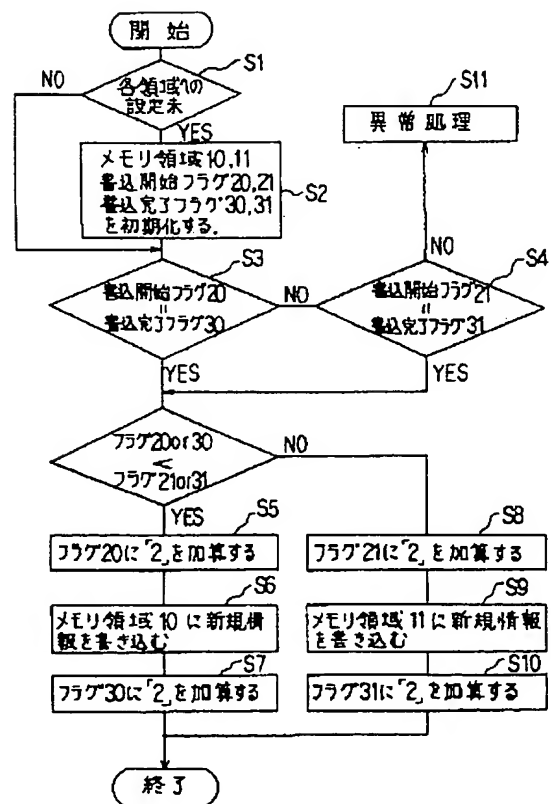 開始
S1
NO
各領域への
設定未
YES
メモリ領域10,11
書込開始フラグ20,21
書込完了フラグ30,31
を初期化する。
S2
S11
異常処理
NO
S3
書込開始フラグ20
=
書込完了フラグ30
NO
S4
書込開始フラグ21
=
書込完了フラグ31
YES
YES
フラグ20or30
<
フラグ21or31
NO
YES
S5
フラグ20に「2」を加算する
S8
フラグ21に「2」を加算する
S6
メモリ領域10に新規情
報を書き込む
S9
メモリ領域11に新規情報
を書き込む
S7
フラグ30に「2」を加算する
S10
フラグ31に「2」を加算する
終了